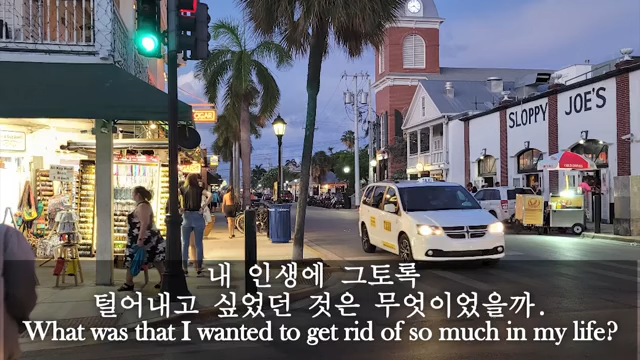 CIGAR
SLOPPY JOE'S
내 인생에 그토록
털어내고 싶었던 것은 무엇이었을까.
What was that I wanted to get rid of so much in my life?